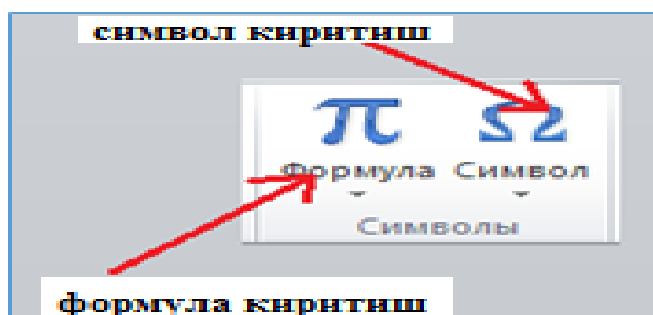 символ киритиш
π Ω
Формула Символ
Символы
формула киритиш